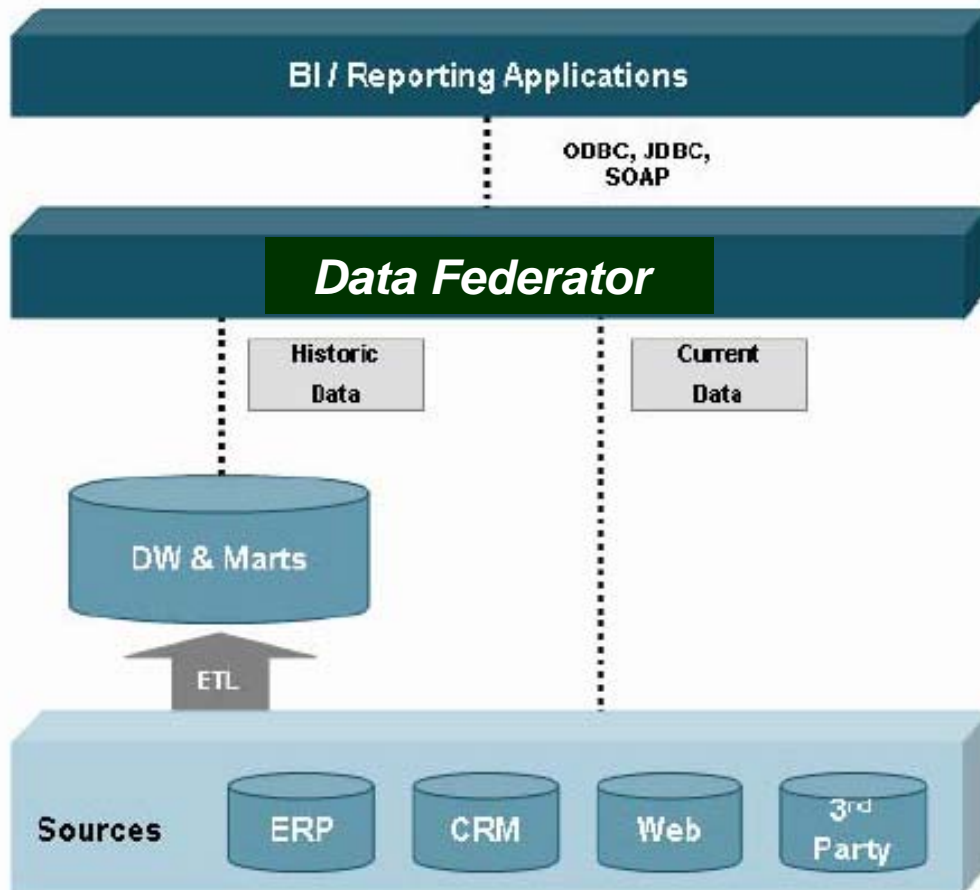 BI / Reporting Applications
ODBC, JDBC,
SOAP
Data Federator
Historic
Data
Current
Data
DW & Marts
ETL
Sources
ERP
CRM
Web
3rd
Party